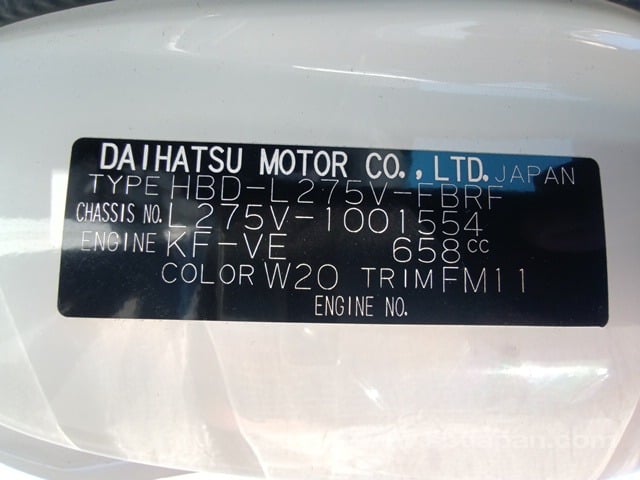 DAIHATSU MOTOR CO., LTD. JAPAN
TYPE HBD-L275V-FBRF
CHASSIS NO. L275V-1001554
ENGINE KF-VE 658cc
COLOR W20 TRIM FM11
ENGINE NO.